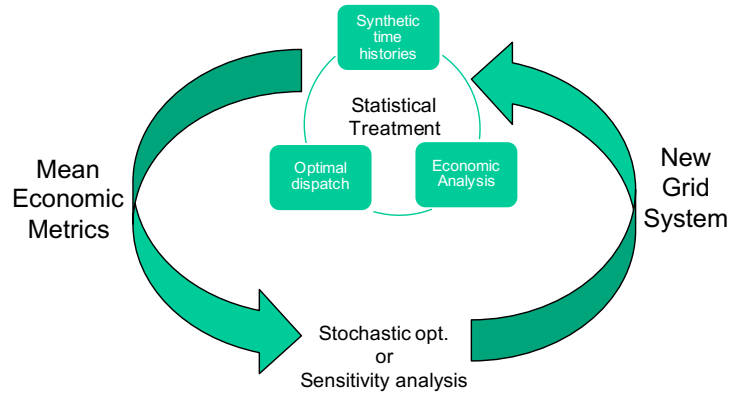 Synthetic
time
histories
Statistical
Treatment
Optimal
dispatch
Economic
Analysis
Mean
Economic
Metrics
New
Grid
System
Stochastic opt.
or
Sensitivity analysis